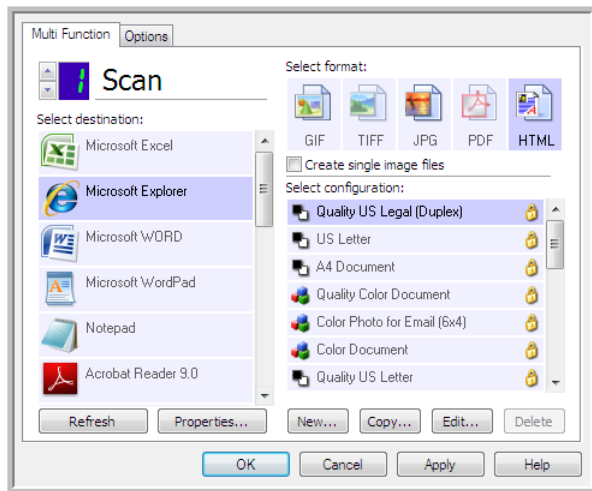 Multi Function
Options
1
Scan
Select destination:
Microsoft Excel
Microsoft Explorer
Microsoft WORD
Microsoft WordPad
Notepad
Acrobat Reader 9.0
Refresh
Properties...
Select format:
GIF
TIFF
JPG
PDF
HTML
Create single image files
Select configuration:
Quality US Legal (Duplex)
US Letter
A4 Document
Quality Color Document
Color Photo for Email (6x4)
Color Document
Quality US Letter
New...
Copy...
Edit...
Delete
OK
Cancel
Apply
Help